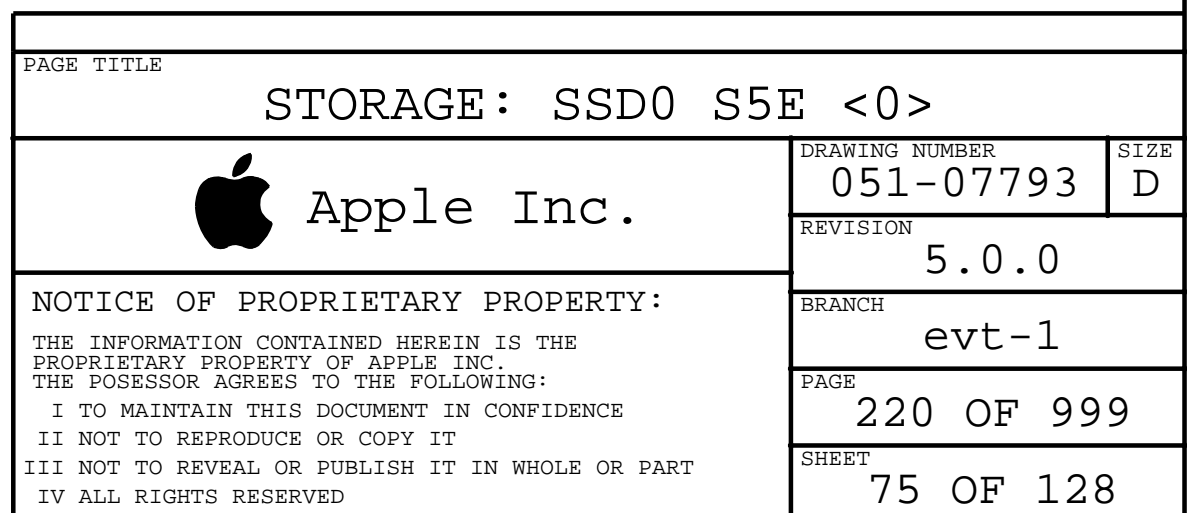 PAGE TITLE
STORAGE: SSD0 S5E <0>
Apple Inc.
DRAWING NUMBER
051-07793
SIZE
D
REVISION
5.0.0
BRANCH
evt-1
PAGE
220 OF 999
SHEET
75 OF 128
NOTICE OF PROPRIETARY PROPERTY:
THE INFORMATION CONTAINED HEREIN IS THE
PROPRIETARY PROPERTY OF APPLE INC.
THE POSESSOR AGREES TO THE FOLLOWING:
I TO MAINTAIN THIS DOCUMENT IN CONFIDENCE
II NOT TO REPRODUCE OR COPY IT
III NOT TO REVEAL OR PUBLISH IT IN WHOLE OR PART
IV ALL RIGHTS RESERVED